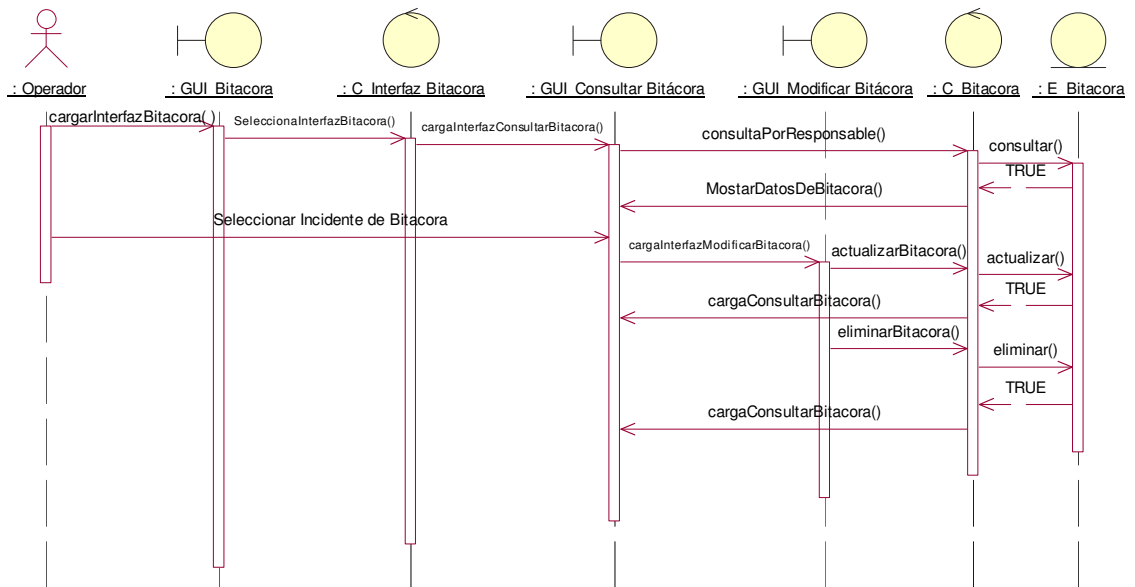 : Operador
: GUI_Bitacora
: C_Interfaz Bitacora
: GUI_Consultar Bitácora
: GUI_Modificar Bitácora
: C_Bitacora
: E_Bitacora
cargarInterfazBitacora( )
SeleccionaInterfazBitacora()
cargaInterfazConsultarBitacora()
consultaPorResponsable()
consultar()
TRUE
MostarDatosDeBitacora()
Seleccionar Incidente de Bitacora
cargaInterfazModificarBitacora()
actualizarBitacora()
actualizar()
TRUE
cargaConsultarBitacora()
eliminarBitacora()
eliminar()
TRUE
cargaConsultarBitacora()